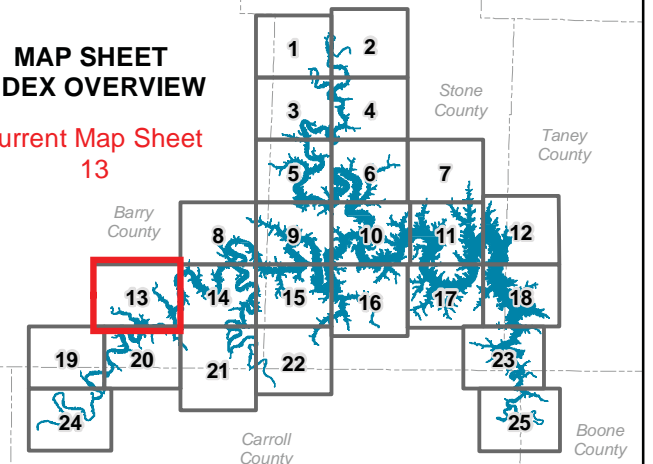 MAP SHEET
DEX OVERVIEW
urrent Map Sheet
13
1
2
3
4
Stone
County
Taney
County
5
6
7
Barry
County
8
9
10
11
12
13
14
15
16
17
18
19
20
21
22
23
24
25
Carroll
County
Boone
County